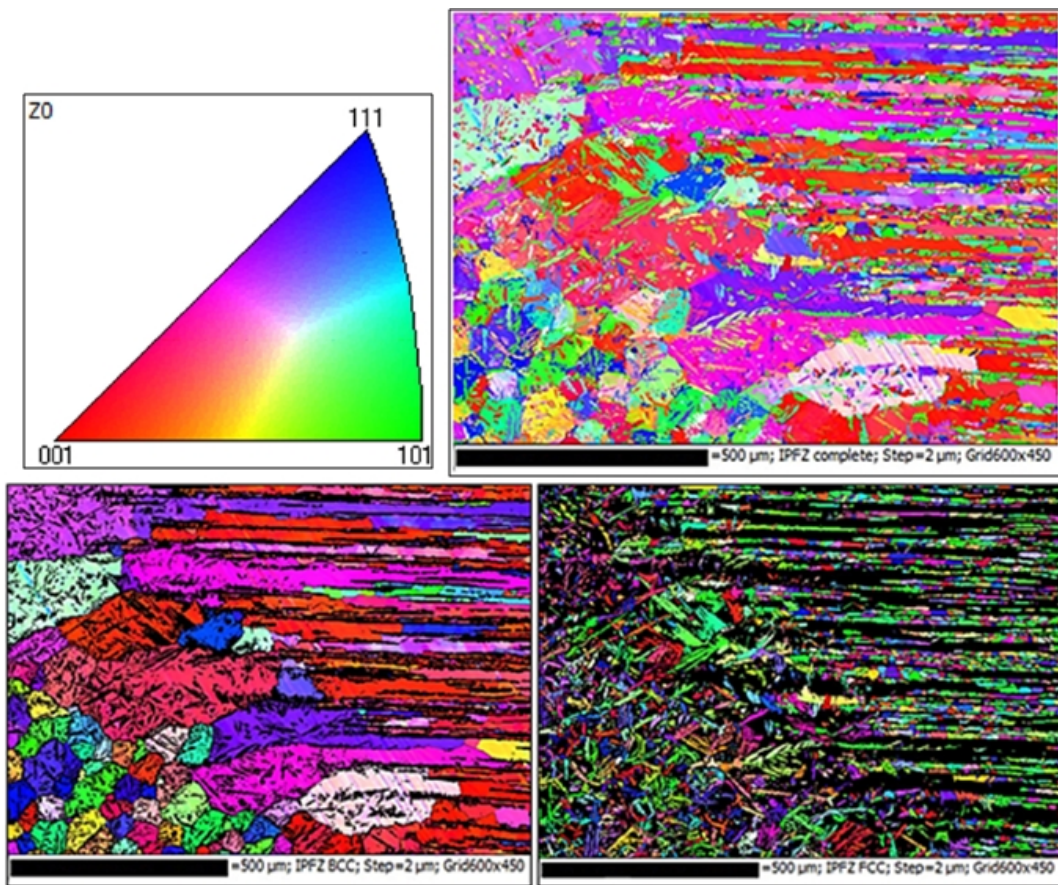 Z0
111
001
101
=500 µm; IPFZ complete; Step=2 µm; Grid600x450
=500 µm; IPFZ BCC; Step=2 µm; Grid600x450
=500 µm; IPFZ FCC; Step=2 µm; Grid600x450